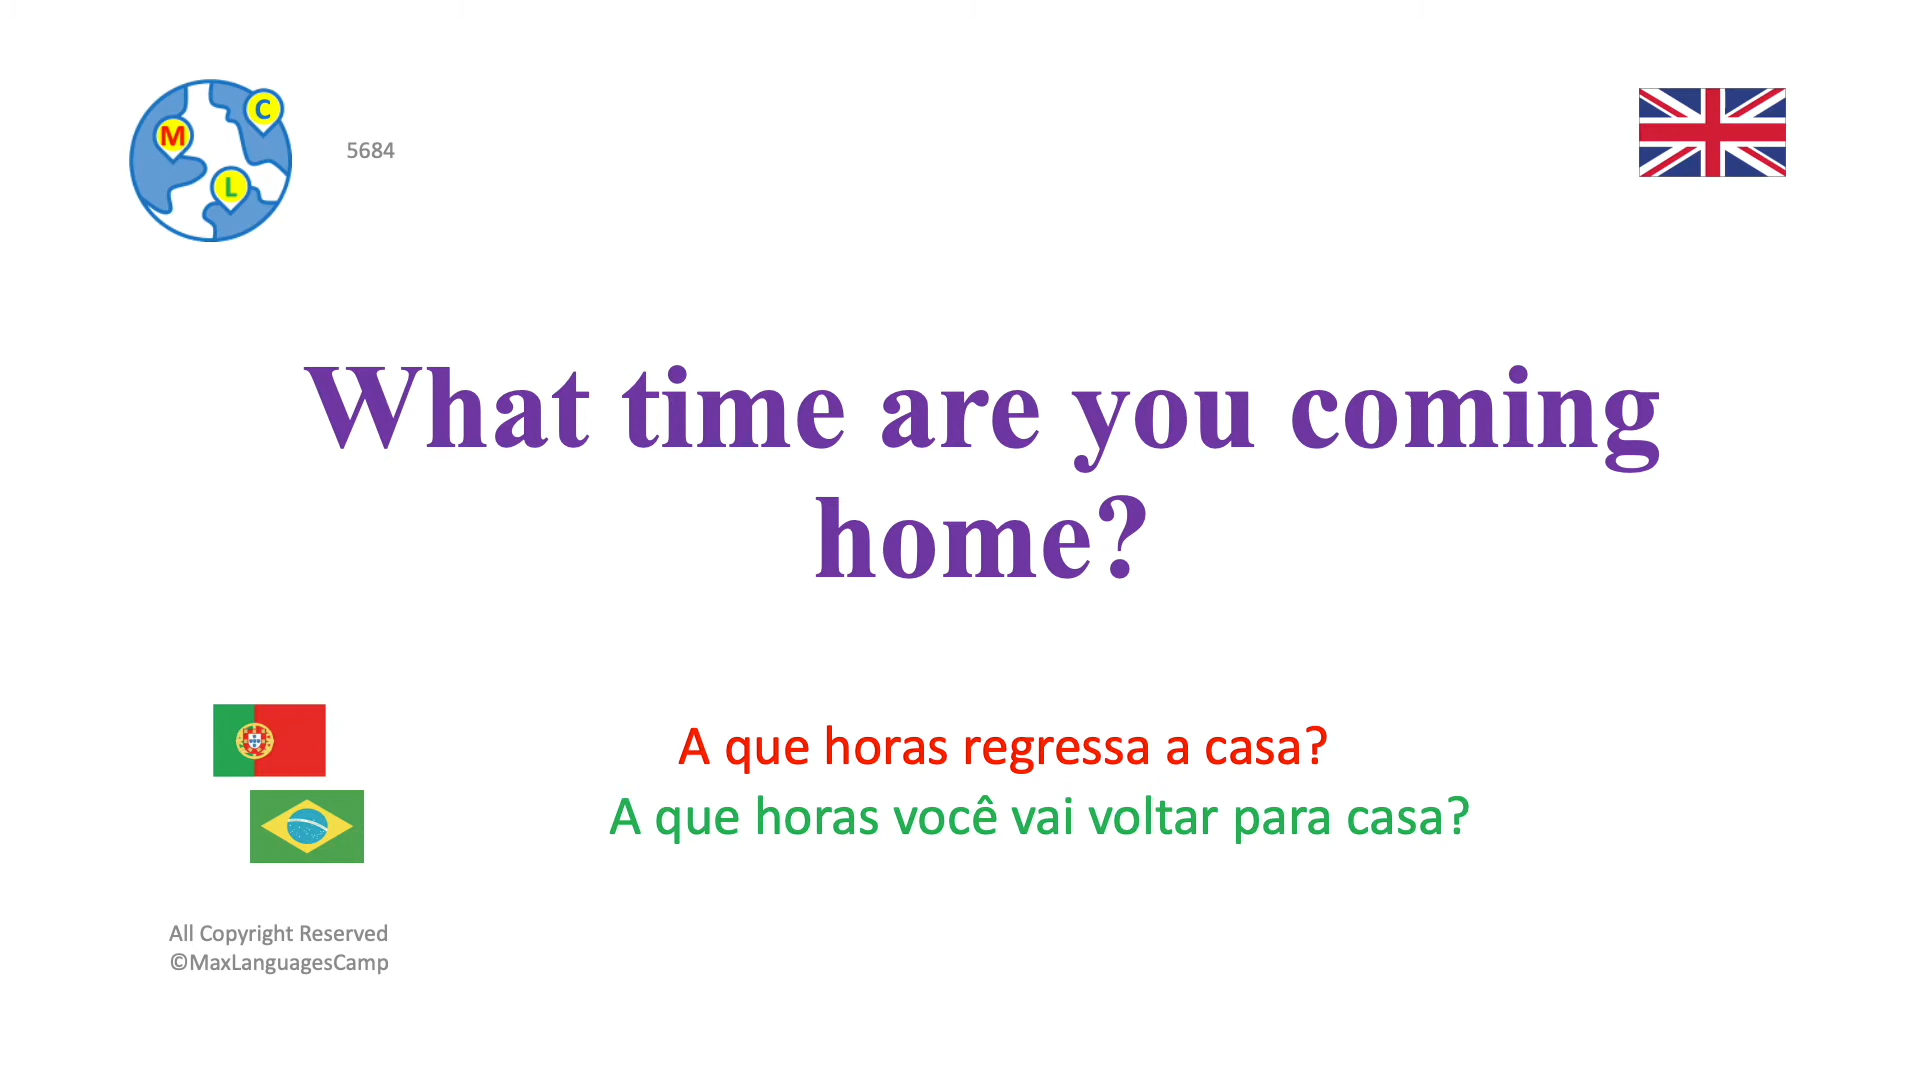 M
C
L
5684
What time are you coming
home?
A que horas regressa a casa?
A que horas você vai voltar para casa?
All Copyright Reserved
©MaxLanguagesCamp